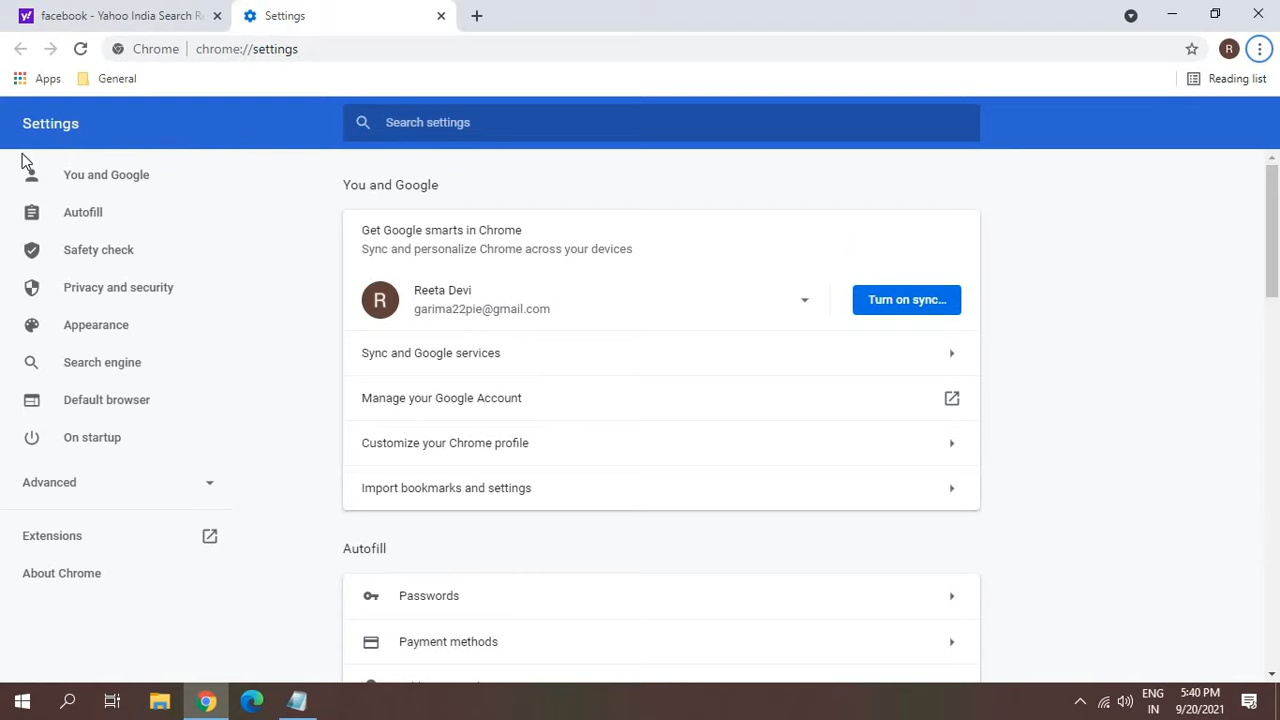 facebook - Yahoo India Search Re
Settings
Chrome
chrome://settings
R
Apps
General
Reading list
Settings
Search settings
You and Google
Autofill
Safety check
Privacy and security
Appearance
Search engine
Default browser
On startup
Advanced
Extensions
About Chrome
You and Google
Get Google smarts in Chrome
Sync and personalize Chrome across your devices
R
Reeta Devi
garima22pie@gmail.com
Turn on sync...
Sync and Google services
Manage your Google Account
Customize your Chrome profile
Import bookmarks and settings
Autofill
Passwords
Payment methods
ENG
IN
5:40 PM
9/20/2021